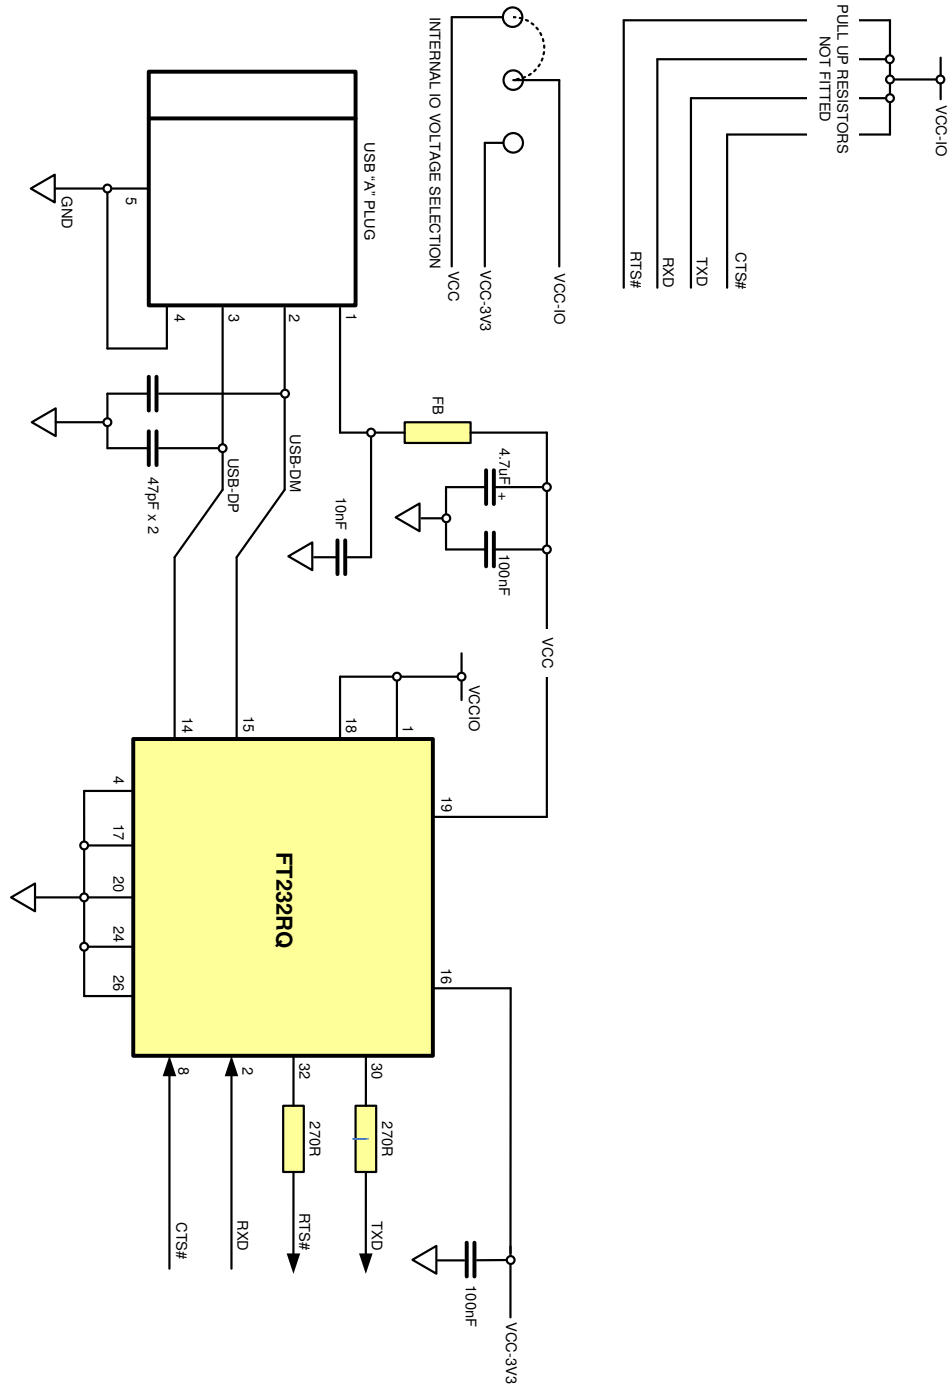 VCC-IO
PULL UP RESISTORS
NOT FITTED
CTS#
TXD
RXD
RTS#
INTERNAL IO VOLTAGE SELECTION
VCC-IO
VCC-3V3
VCC
USB "A" PLUG
1
2
3
4
5
GND
FB
4.7uF +
100nF
10nF
USB-DM
USB-DP
47pF x 2
VCC
VCCIO
1
18
15
14
19
16
FT232RQ
4
17
20
24
26
30
32
2
8
270R
270R
TXD
RTS#
RXD
CTS#
100nF
VCC-3V3